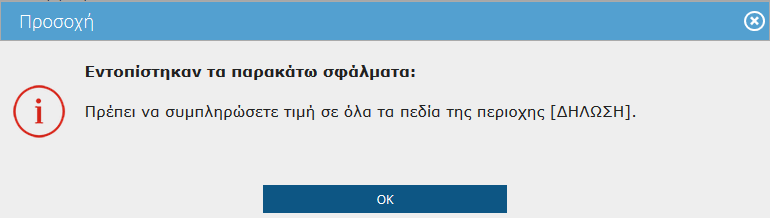 Προσοχή
Εντοπίστηκαν τα παρακάτω σφάλματα:
Πρέπει να συμπληρώσετε τιμή σε όλα τα πεδία της περιοχης [ΔΗΛΩΣΗ].
OK